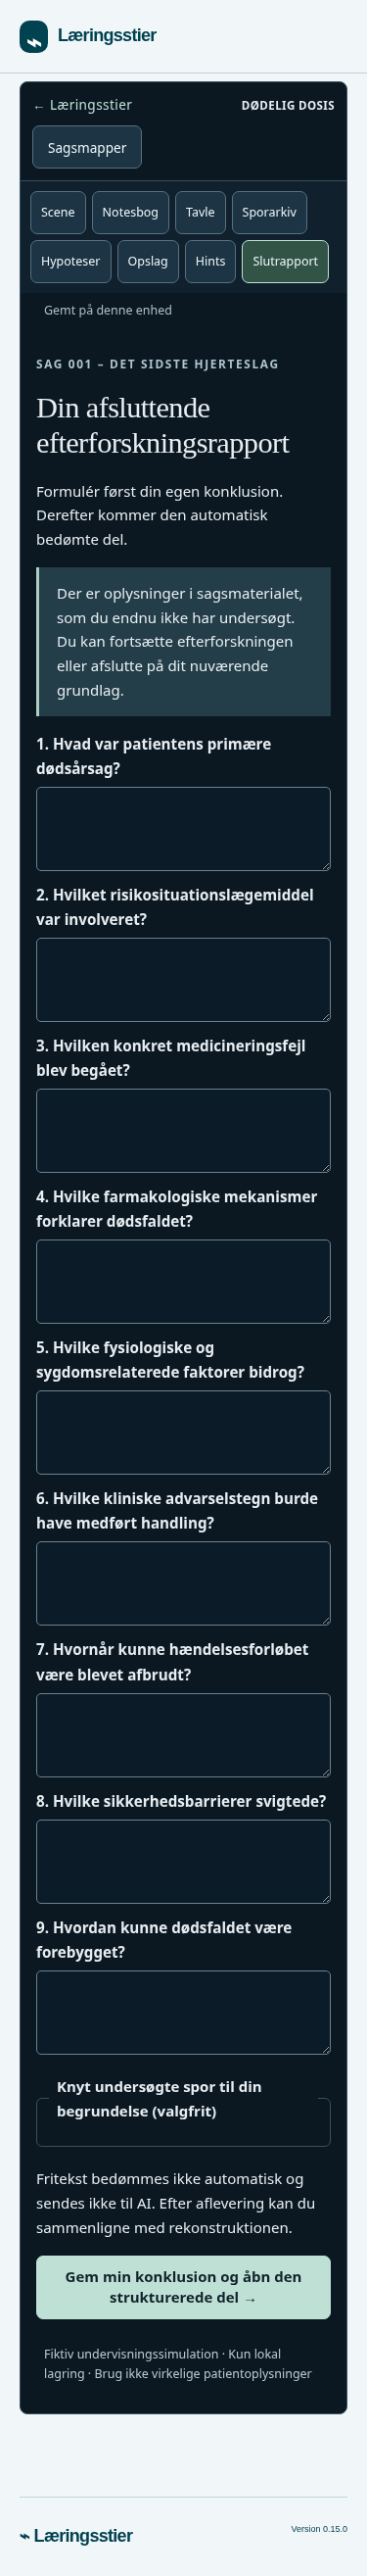 Læringsstier
← Læringsstier
DØDELIG DOSIS
Sagsmapper
Scene Notesbog Tavle Sporarkiv
Hypoteser Opslag Hints Slutrapport
Gemt på denne enhed
SAG 001 – DET SIDSTE HJERTESLAG
Din afsluttende
efterforskningsrapport
Formulér først din egen konklusion.
Derefter kommer den automatisk
bedømte del.
Der er oplysninger i sagsmaterialet,
som du endnu ikke har undersøgt.
Du kan fortsætte efterforskningen
eller afslutte på dit nuværende
grundlag.
1. Hvad var patientens primære
dødsårsag?
2. Hvilket risikosituationslægemiddel
var involveret?
3. Hvilken konkret medicineringsfejl
blev begået?
4. Hvilke farmakologiske mekanismer
forklarer dødsfaldet?
5. Hvilke fysiologiske og
sygdomsrelaterede faktorer bidrog?
6. Hvilke kliniske advarselstegn burde
have medført handling?
7. Hvornår kunne hændelsesforløbet
være blevet afbrudt?
8. Hvilke sikkerhedsbarrierer svigtede?
9. Hvordan kunne dødsfaldet være
forebygget?
Knyt undersøgte spor til din
begrundelse (valgfrit)
Fritekst bedømmes ikke automatisk og
sendes ikke til AI. Efter aflevering kan du
sammenligne med rekonstruktionen.
Gem min konklusion og åbn den
strukturerede del →
Fiktiv undervisningssimulation · Kun lokal
lagring · Brug ikke virkelige patientoplysninger
Læringsstier
Version 0.15.0